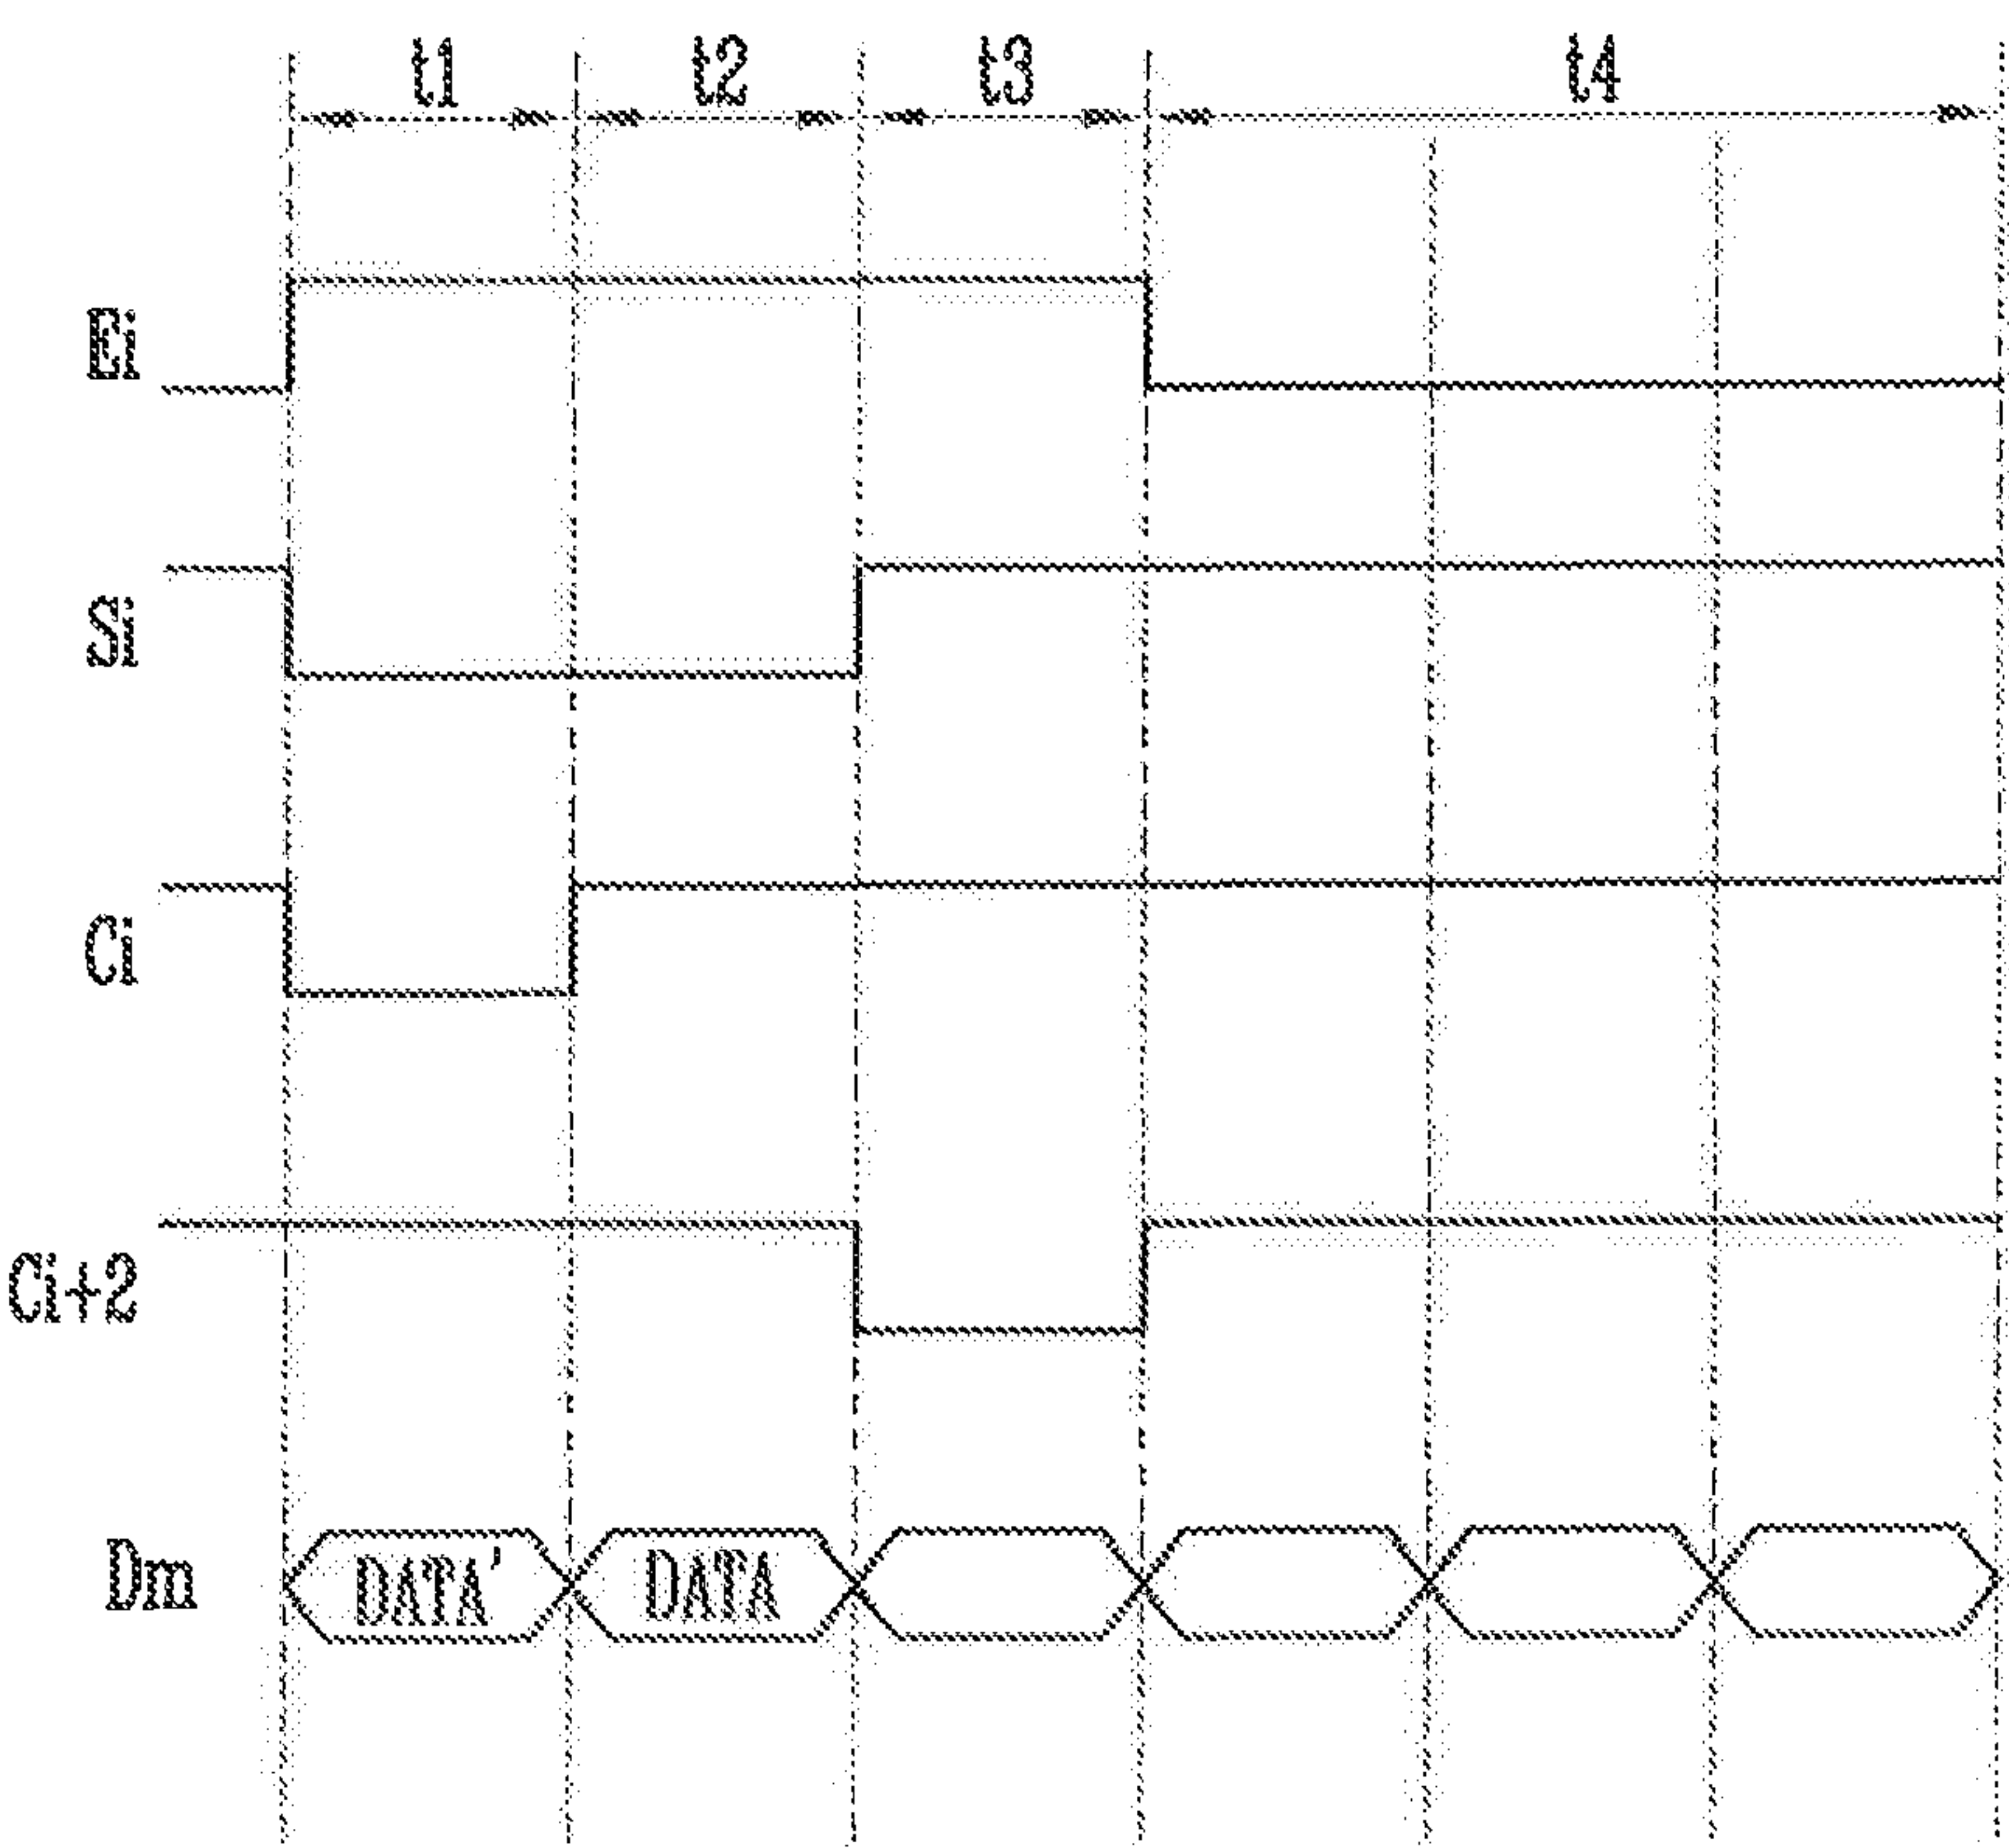 t1 t2 t3 t4
Ei
Si
Ci
Ci+2
Dm DATA' DATA